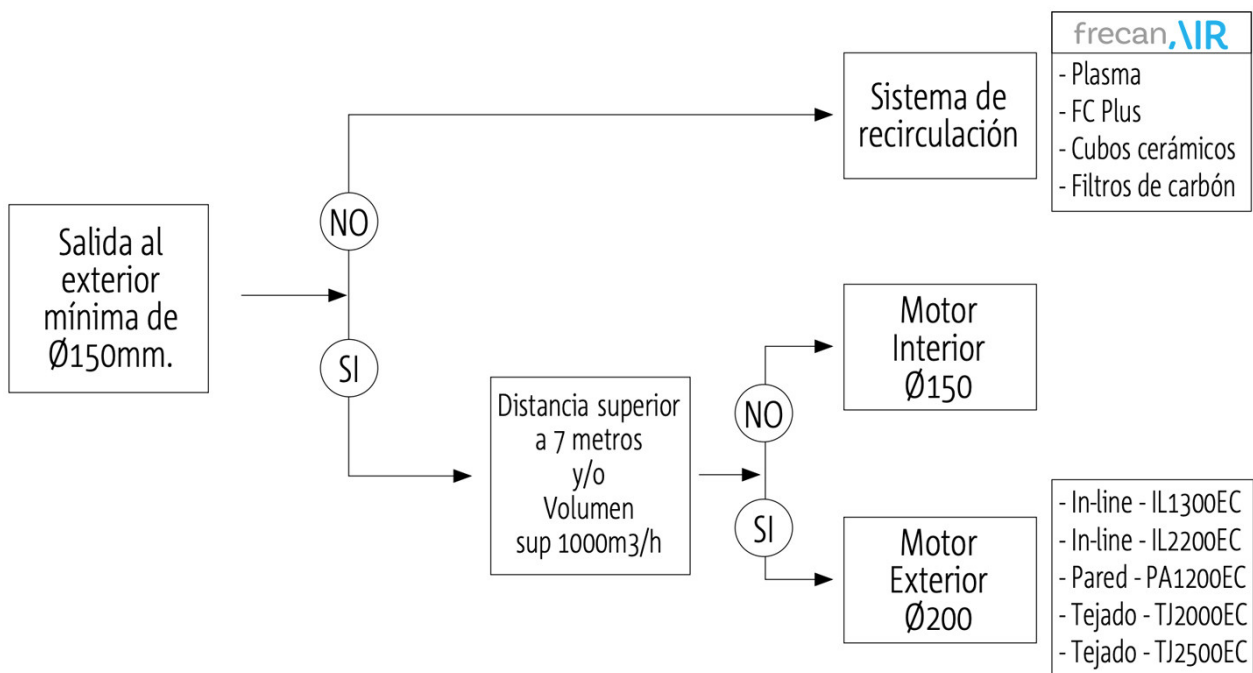 Salida al
exterior
mínima de
Ø150mm.
NO
SI
Sistema de
recirculación
frecan AIR
- Plasma
- FC Plus
- Cubos cerámicos
- Filtros de carbón
Distancia superior
a 7 metros
y/o
Volumen
sup 1000m3/h
NO
SI
Motor
Interior
Ø150
Motor
Exterior
Ø200
- In-line - IL1300EC
- In-line - IL2200EC
- Pared - PA1200EC
- Tejado - TJ2000EC
- Tejado - TJ2500EC